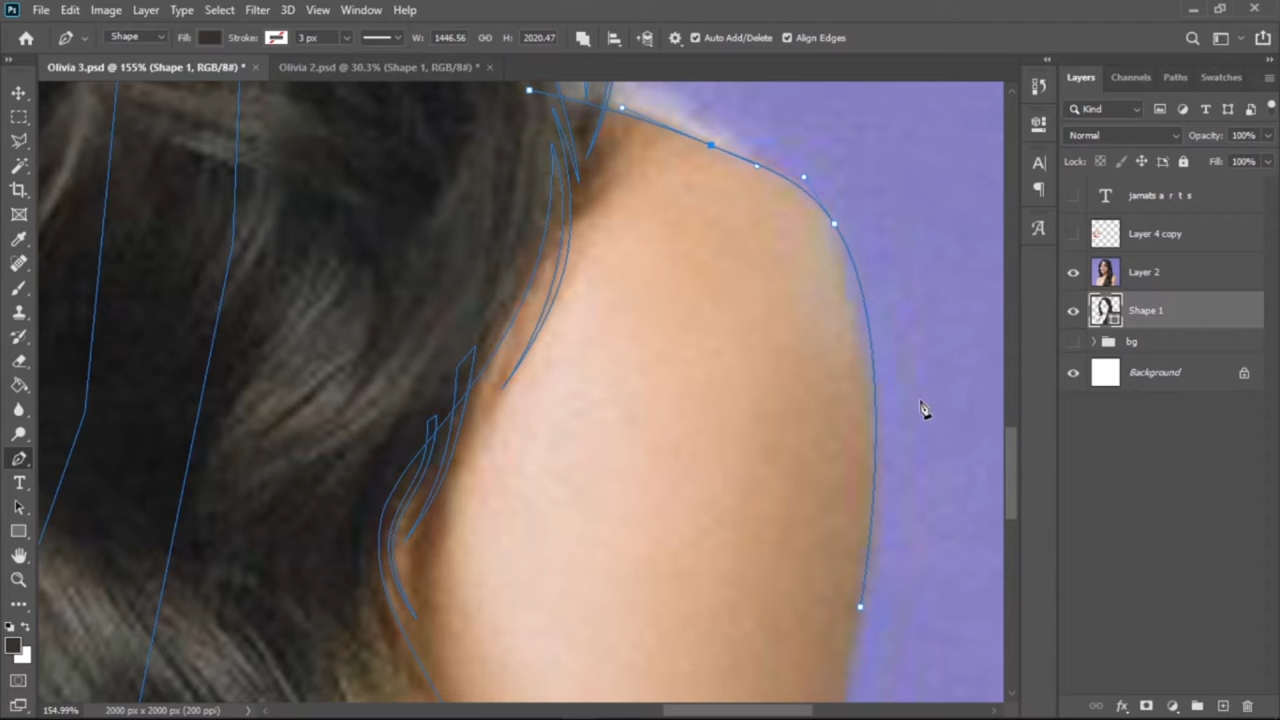 Ps File Edit Image Layer Type Select Filter 3D View Window Help
Shape Fill: Stroke: 3 px W: 1446.56 H: 2020.47 Auto Add/Delete Align Edges
Olivia 3.psd @ 155% (Shape 1, RGB/8#) * × Olivia 2.psd @ 30.3% (Shape 1, RGB/8#) * ×
Layers Channels Paths Swatches
Kind
Normal Opacity: 100%
Lock: Fill: 100%
jamats a r t s
Layer 4 copy
Layer 2
Shape 1
bg
Background
154.99% 2000 px x 2000 px (200 ppi)